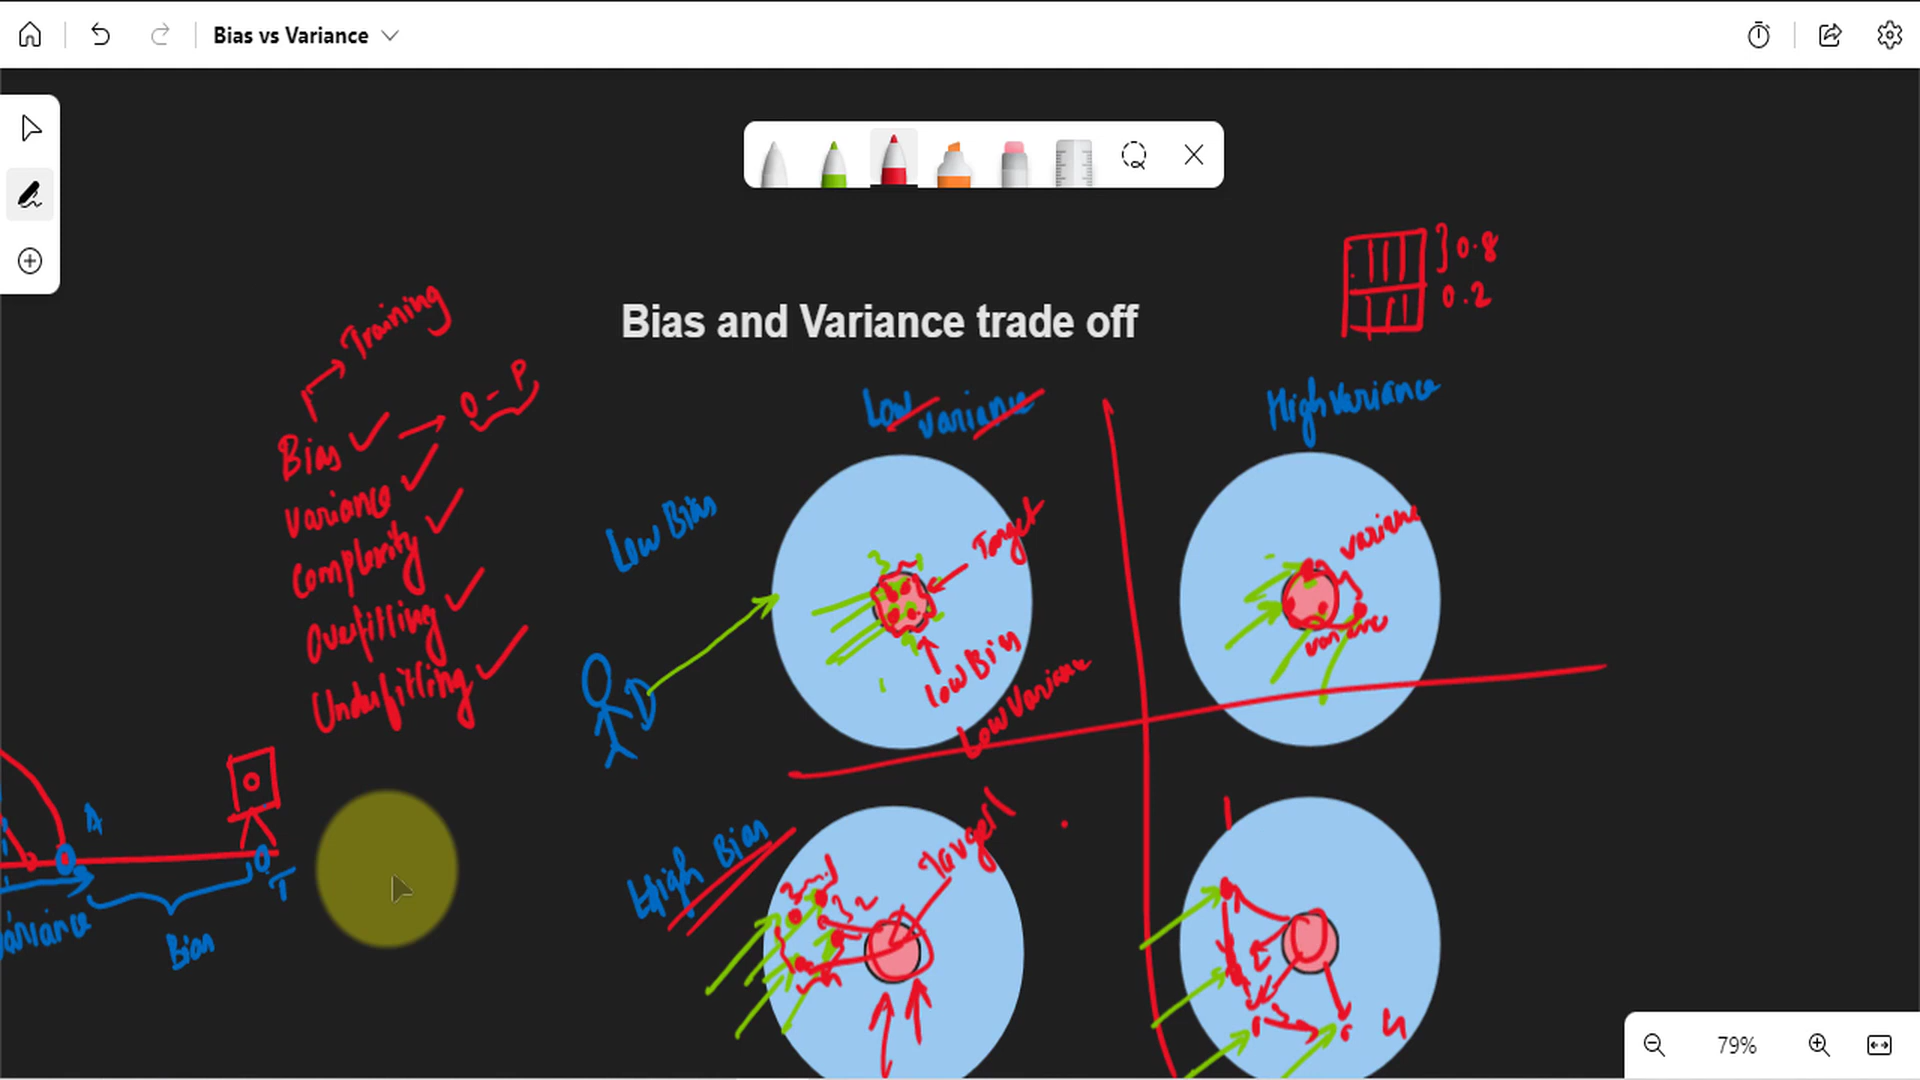 Bias vs Variance
0.8
0.2
Training
Bias and Variance trade off
O - P
Low Variance
High Variance
Bias
Variance
Low Bias
Target
Variance
Complexity
Variance
Overfitting
Low Bias
Low Variance
Underfitting
A
High Bias
Target
T
Variance
Bias
79%